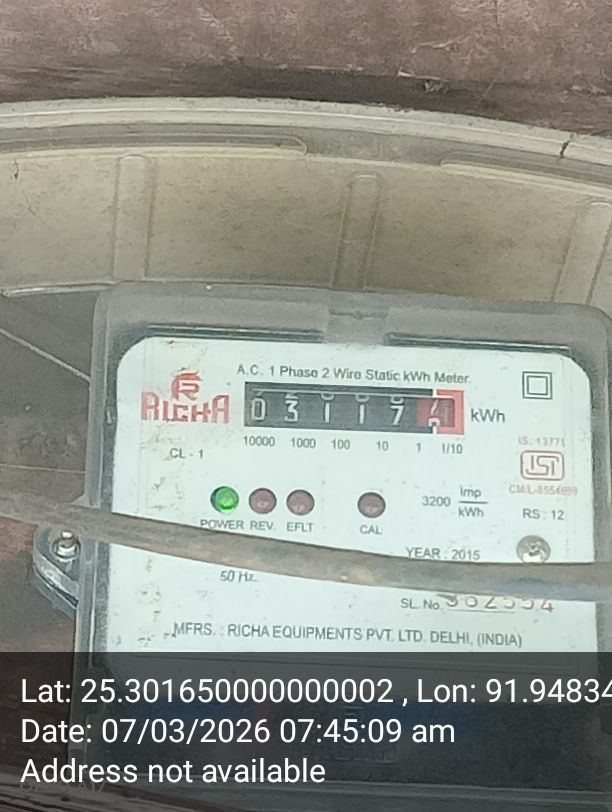 A.C. 1 Phase 2 Wire Static kWh Meter
RICHA
0 3 1 1 7 4 kWh
10000 1000 100 10 1 1/10
CL - 1
IS : 13771
ISI
3200 Imp/kWh
RS : 12
POWER REV. EFLT CAL
YEAR : 2015
50 Hz.
SL. No.
MFRS. : RICHA EQUIPMENTS PVT. LTD. DELHI, (INDIA)
Lat: 25.301650000000002 , Lon: 91.94834
Date: 07/03/2026 07:45:09 am
Address not available